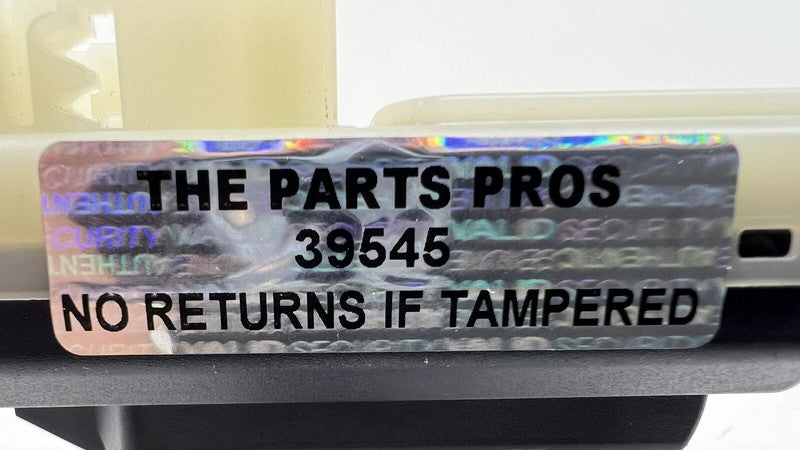 THE PARTS PROS
39545
NO RETURNS IF TAMPERED